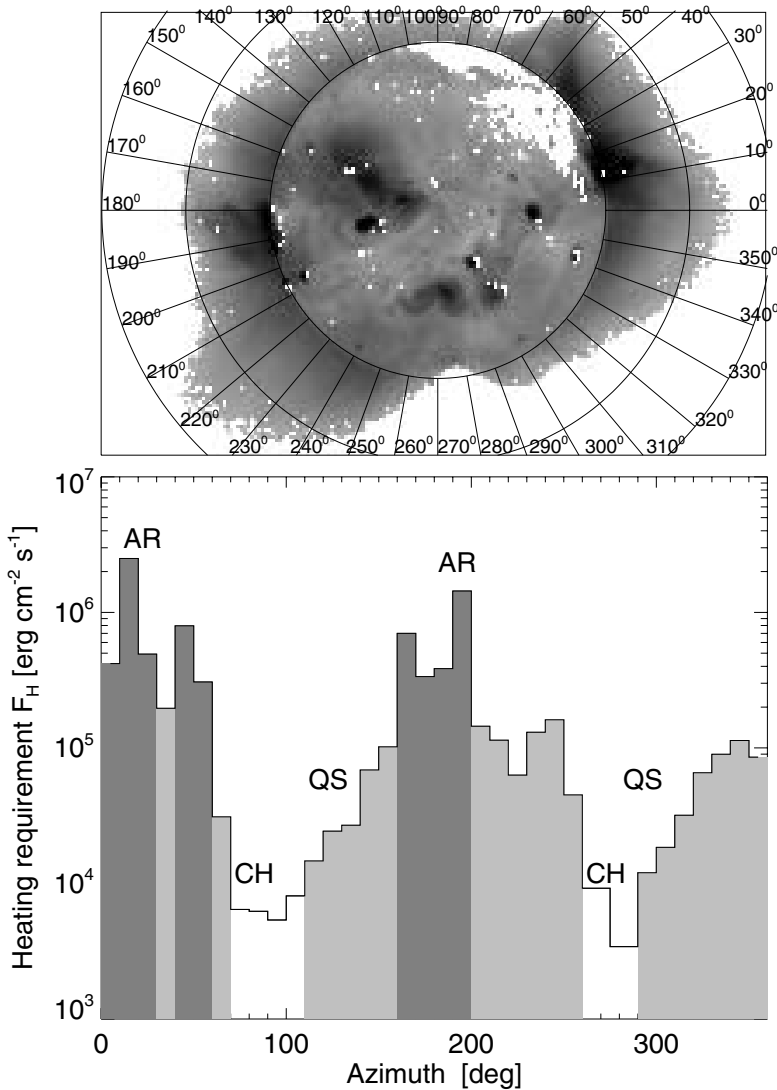 140⁰ 130⁰ 120⁰ 110⁰ 100⁰ 90⁰ 80⁰ 70⁰ 60⁰ 50⁰ 40⁰
150⁰ 30⁰
160⁰ 20⁰
170⁰ 10⁰
180⁰ 0⁰
190⁰ 350⁰
200⁰ 340⁰
210⁰ 330⁰
220⁰ 320⁰
230⁰ 240⁰ 250⁰ 260⁰ 270⁰ 280⁰ 290⁰ 300⁰ 310⁰
10⁷
AR
AR
10⁶
10⁵
QS
QS
CH
CH
10⁴
10³
Heating requirement F_H [erg cm⁻² s⁻¹]
0 100 200 300
Azimuth [deg]